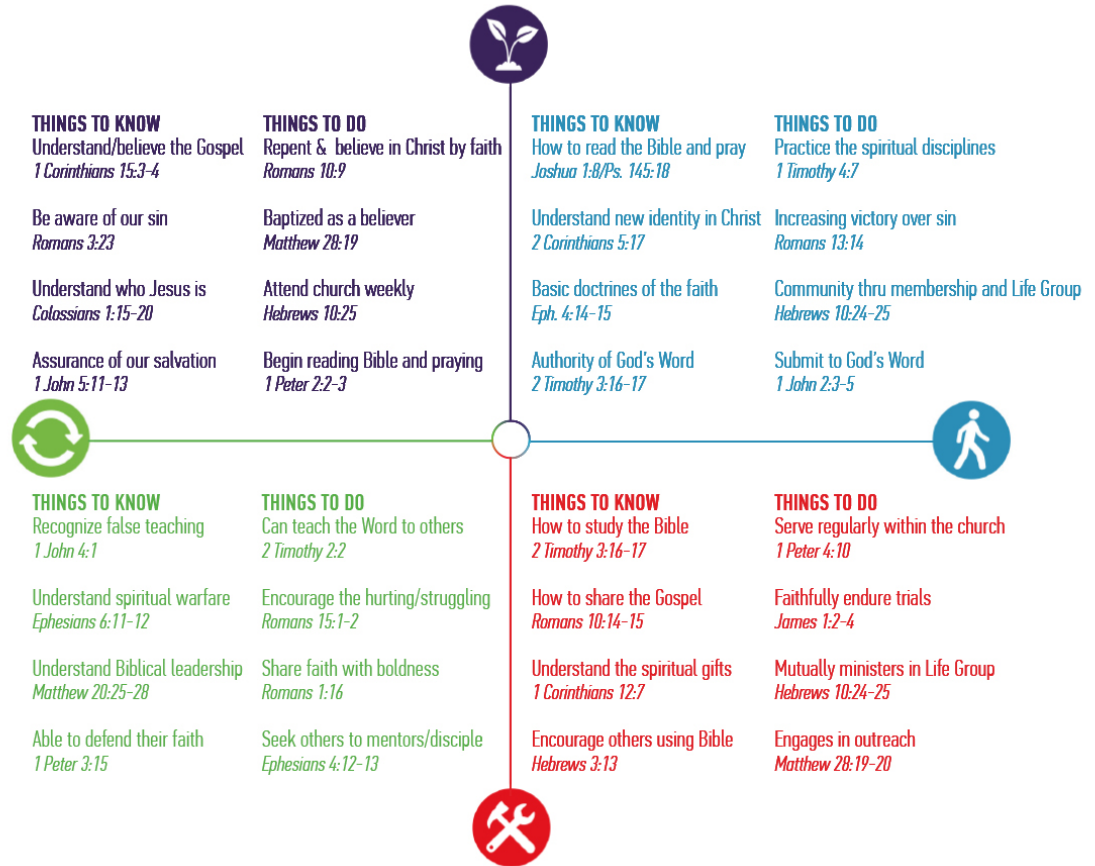 THINGS TO KNOW
Understand/believe the Gospel
1 Corinthians 15:3-4
Be aware of our sin
Romans 3:23
Understand who Jesus is
Colossians 1:15-20
Assurance of our salvation
1 John 5:11-13
THINGS TO DO
Repent & believe in Christ by faith
Romans 10:9
Baptized as a believer
Matthew 28:19
Attend church weekly
Hebrews 10:25
Begin reading Bible and praying
1 Peter 2:2-3
THINGS TO KNOW
How to read the Bible and pray
Joshua 1:8/Ps. 145:18
Understand new identity in Christ
2 Corinthians 5:17
Basic doctrines of the faith
Eph. 4:14-15
Authority of God's Word
2 Timothy 3:16-17
THINGS TO DO
Practice the spiritual disciplines
1 Timothy 4:7
Increasing victory over sin
Romans 13:14
Community thru membership and Life Group
Hebrews 10:24-25
Submit to God's Word
1 John 2:3-5
THINGS TO KNOW
Recognize false teaching
1 John 4:1
Understand spiritual warfare
Ephesians 6:11-12
Understand Biblical leadership
Matthew 20:25-28
Able to defend their faith
1 Peter 3:15
THINGS TO DO
Can teach the Word to others
2 Timothy 2:2
Encourage the hurting/struggling
Romans 15:1-2
Share faith with boldness
Romans 1:16
Seek others to mentors/disciple
Ephesians 4:12-13
THINGS TO KNOW
How to study the Bible
2 Timothy 3:16-17
How to share the Gospel
Romans 10:14-15
Understand the spiritual gifts
1 Corinthians 12:7
Encourage others using Bible
Hebrews 3:13
THINGS TO DO
Serve regularly within the church
1 Peter 4:10
Faithfully endure trials
James 1:2-4
Mutually ministers in Life Group
Hebrews 10:24-25
Engages in outreach
Matthew 28:19-20